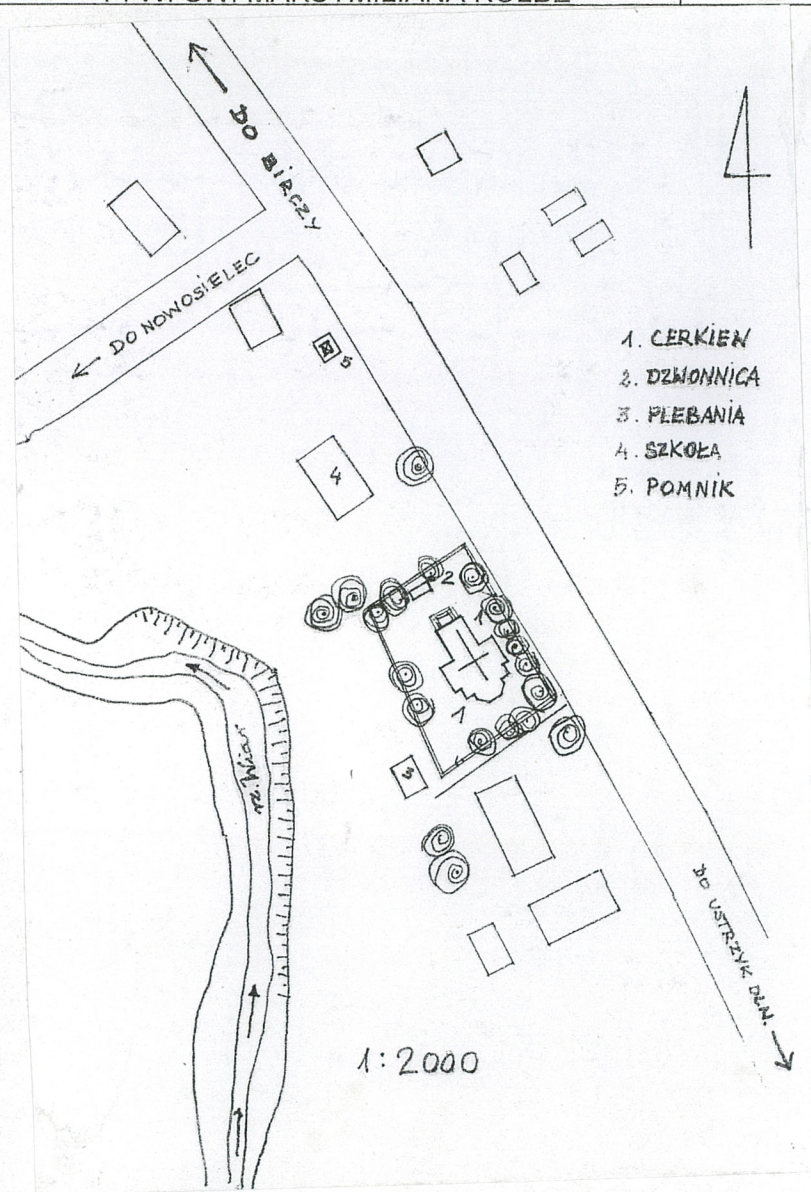 DO BIRCZY
DO NOWOSIELEC
5
1. CERKIEW
2. DZWONNICA
3. PLEBANIA
4. SZKOŁA
5. POMNIK
4
2
1
1
3
rz. Wiar
DO USTRZYK DLN.
1:2000